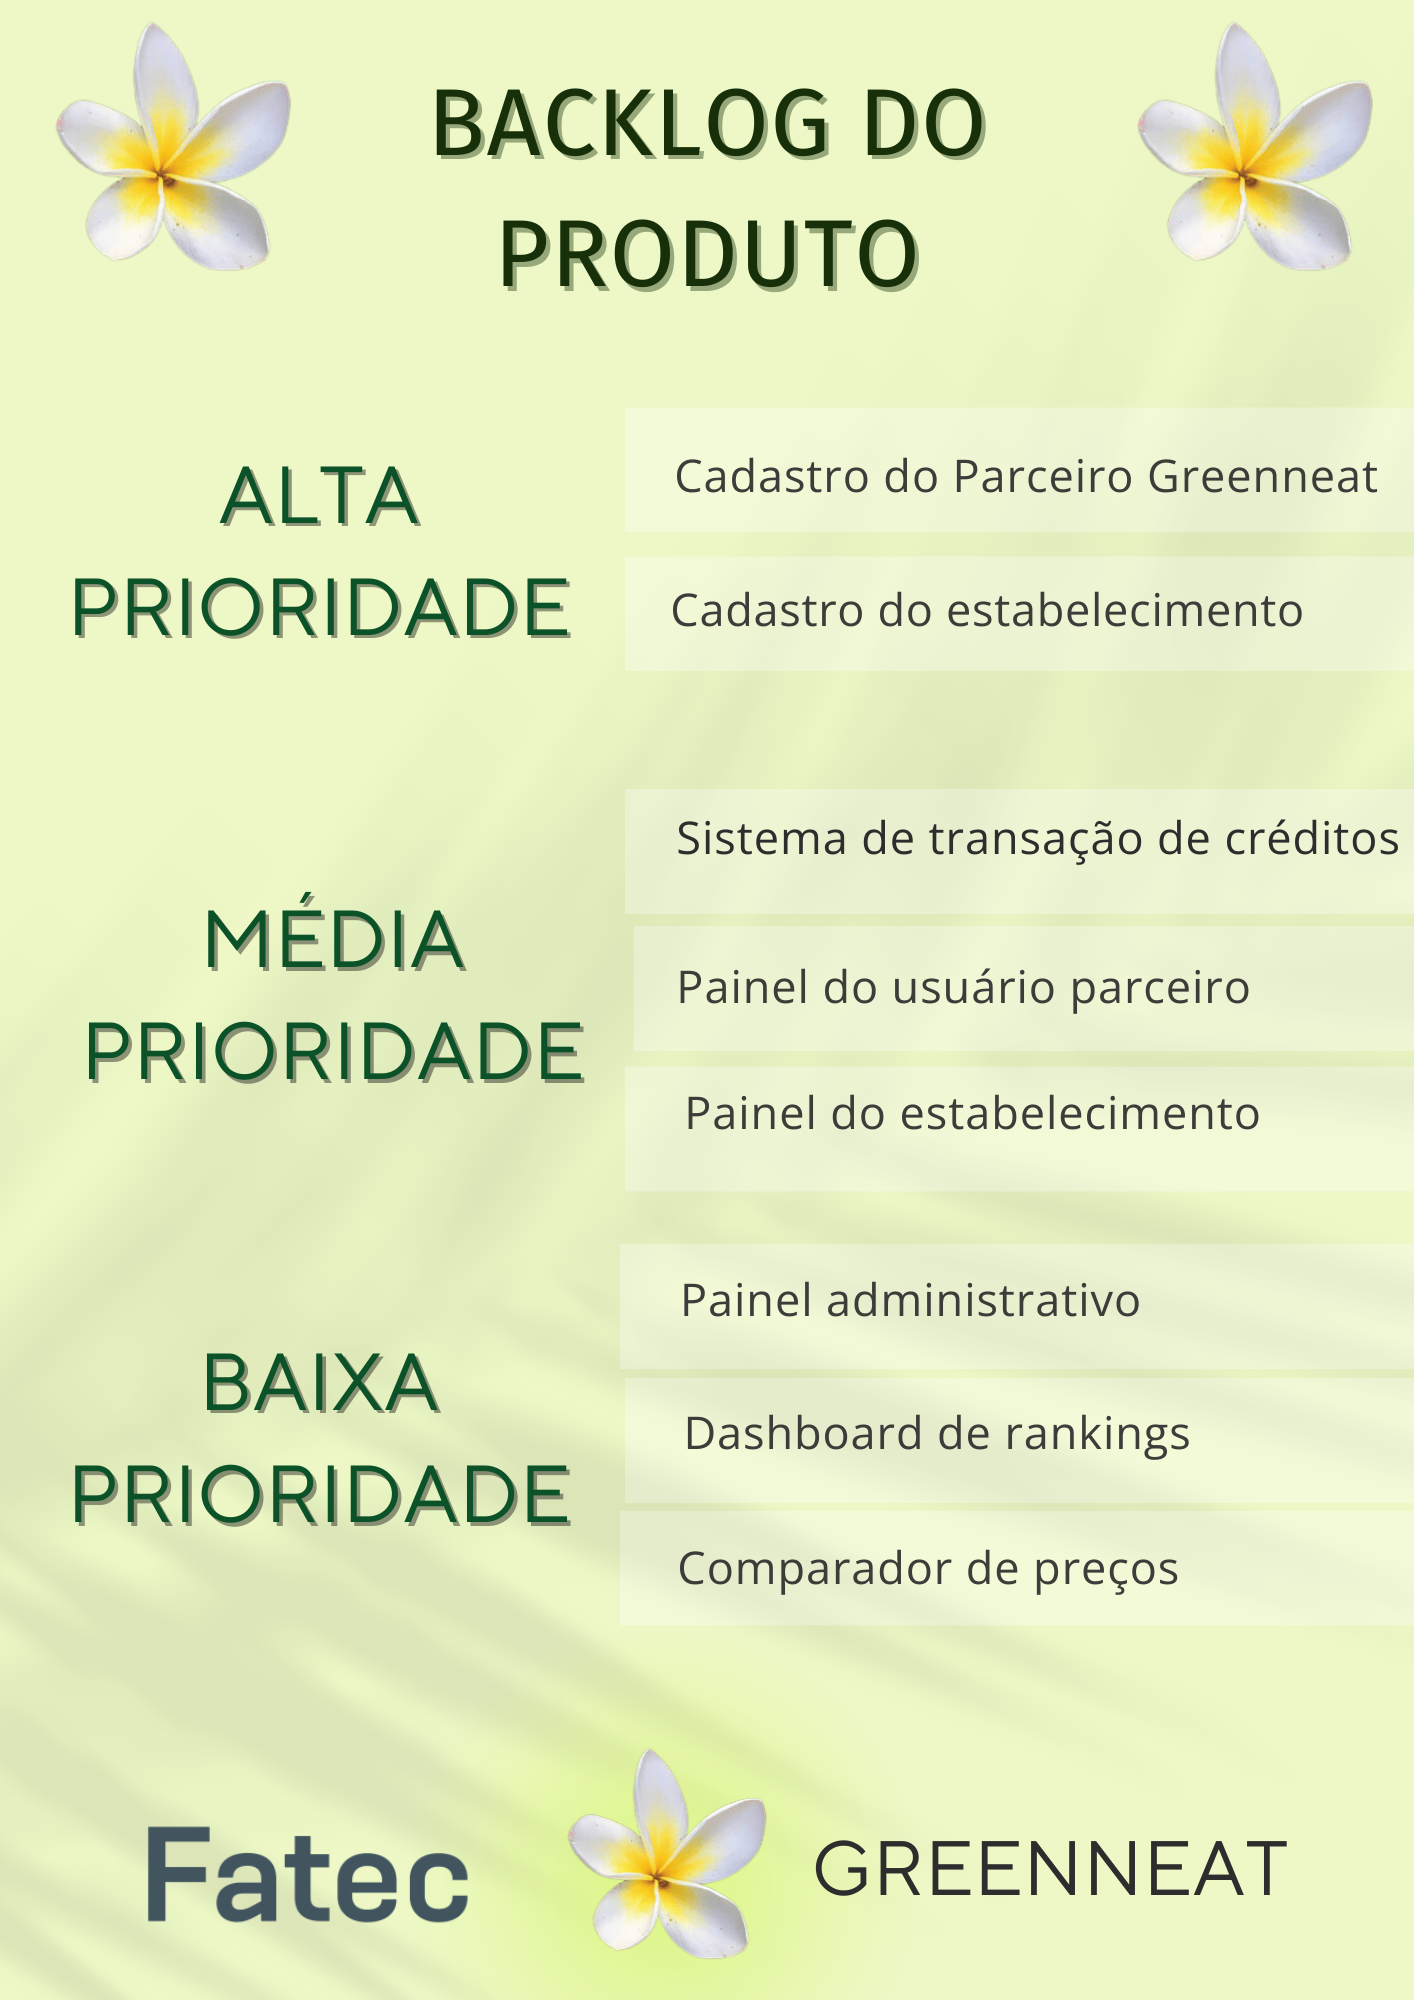 BACKLOG DO
PRODUTO
ALTA
PRIORIDADE
Cadastro do Parceiro Greenneat
Cadastro do estabelecimento
MÉDIA
PRIORIDADE
Sistema de transação de créditos
Painel do usuário parceiro
Painel do estabelecimento
BAIXA
PRIORIDADE
Painel administrativo
Dashboard de rankings
Comparador de preços
Fatec
GREENNEAT